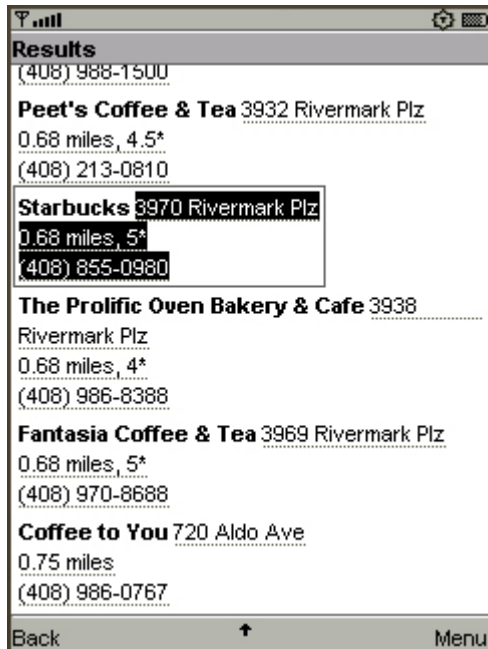 Results
(408) 988-1500
Peet's Coffee & Tea 3932 Rivermark Plz
0.68 miles, 4.5*
(408) 213-0810
Starbucks 3970 Rivermark Plz
0.68 miles, 5*
(408) 855-0980
The Prolific Oven Bakery & Cafe 3938
Rivermark Plz
0.68 miles, 4*
(408) 986-8388
Fantasia Coffee & Tea 3969 Rivermark Plz
0.68 miles, 5*
(408) 970-8688
Coffee to You 720 Aldo Ave
0.75 miles
(408) 986-0767
Back Menu